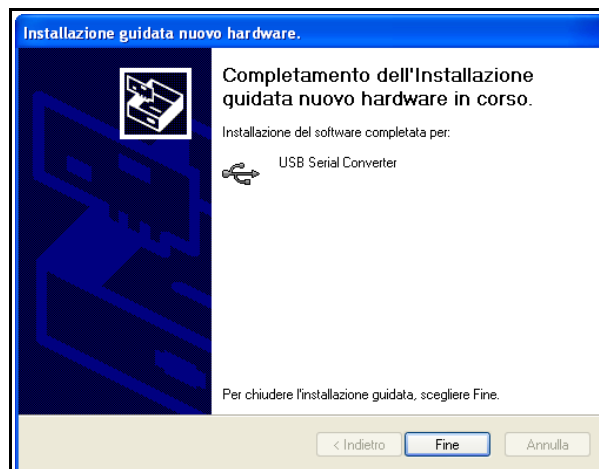 Installazione guidata nuovo hardware.
Completamento dell'Installazione
guidata nuovo hardware in corso.
Installazione del software completata per:
USB Serial Converter
Per chiudere l'installazione guidata, scegliere Fine.
< Indietro
Fine
Annulla